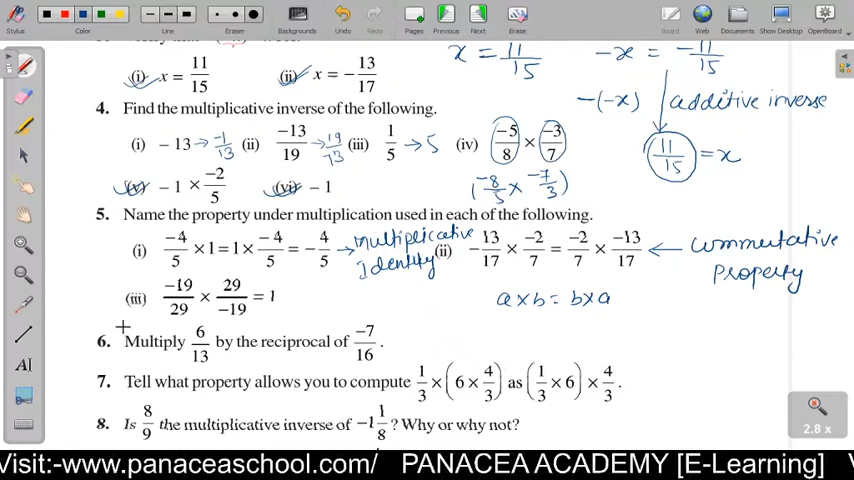 Stylus Color Line Eraser Backgrounds Undo Redo Pages Previous Next Erase Board Web Documents Show Desktop OpenBoard
(i) x = 11/15 (ii) x = -13/17 x = 11/15 -x = -11/15
4. Find the multiplicative inverse of the following. -(-x) additive inverse
(i) -13 → -1/13 (ii) -13/19 → (iii) 1/5 → 5 (iv) -5/8 × -3/7 11/15 = x
(v) -1 × -2/5 (vi) -1 (-8/5 × -7/3)
5. Name the property under multiplication used in each of the following.
(i) -4/5 × 1 = 1 × -4/5 = -4/5 → Multiplicative Identity (ii) -13/17 × -2/7 = -2/7 × -13/17 ← Commutative Property
(iii) -19/29 × 29/-19 = 1 a × b = b × a
6. Multiply 6/13 by the reciprocal of -7/16.
7. Tell what property allows you to compute 1/3 × (6 × 4/3) as (1/3 × 6) × 4/3.
8. Is 8/9 the multiplicative inverse of -1 1/8? Why or why not?
2.8 x
Visit:-www.panaceaschool.com/ PANACEA ACADEMY [E-Learning]